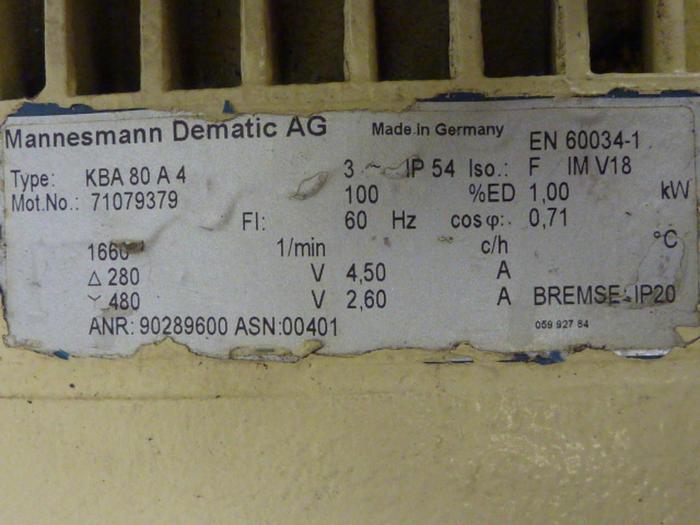 Mannesmann Dematic AG Made in Germany EN 60034-1
Type: KBA 80 A 4 3 ~ IP 54 Iso.: F IM V18
Mot.No.: 71079379 100 %ED 1,00 kW
FI: 60 Hz cos φ: 0,71
1660 1/min c/h °C
Δ 280 V 4,50 A
Y 480 V 2,60 A BREMSE: IP20
ANR: 90289600 ASN:00401 059 927 84